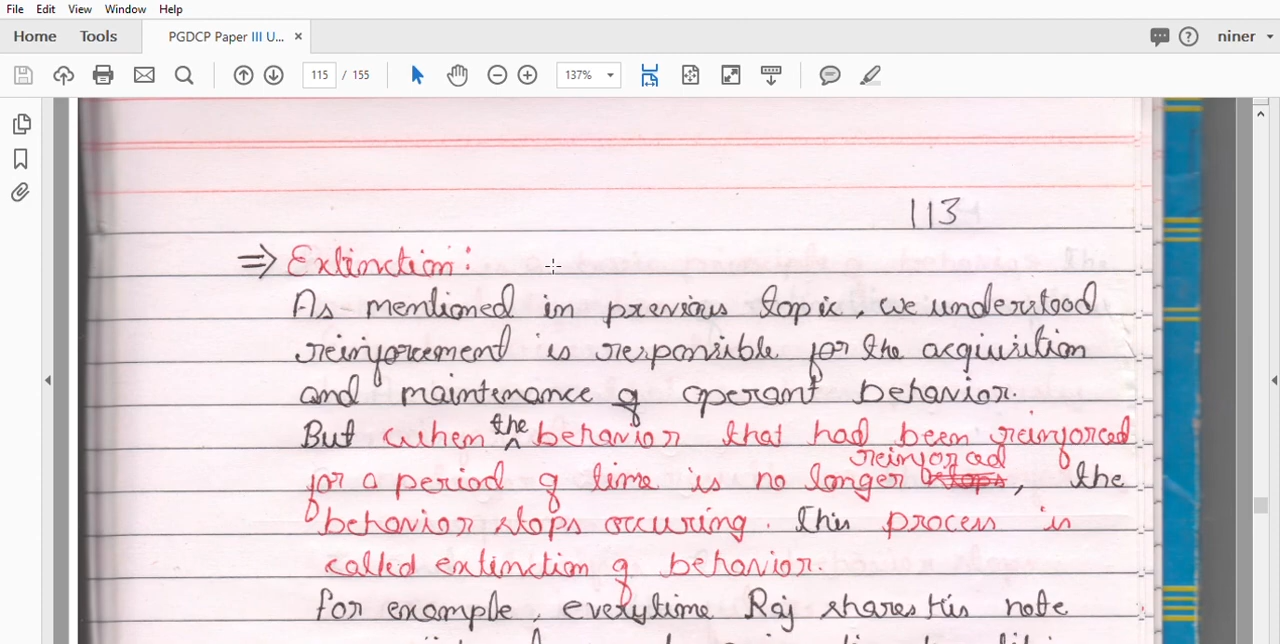 File Edit View Window Help
Home Tools PGDCP Paper III U... × niner
115 / 155 137%
113
⇒ Extinction:
As mentioned in previous topic, we understood
reinforcement is responsible for the acquisition
and maintenance of operant behavior.
But when the behavior that had been reinforced
for a period of time is no longer reinforced, the
behavior stops occuring. This process is
called extinction of behavior.
For example, everytime Raj shares his note